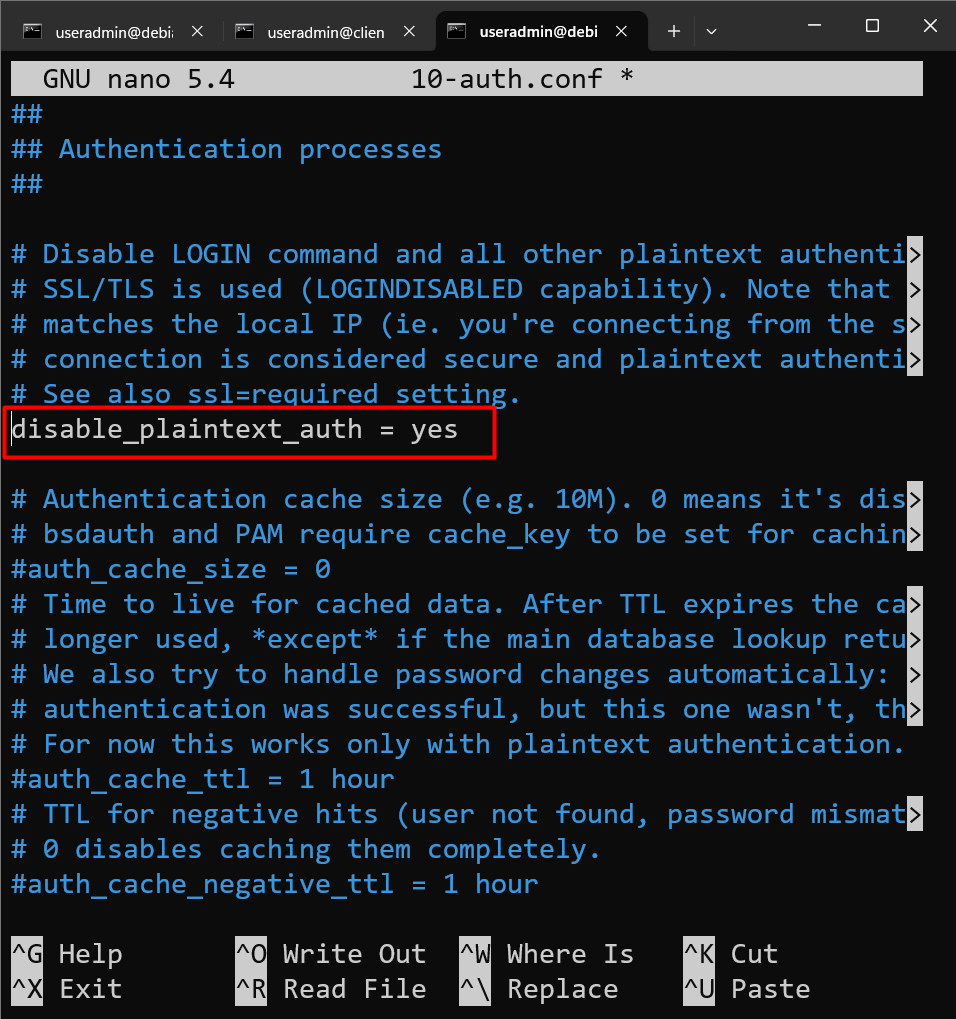 useradmin@debi
useradmin@clien
useradmin@debi
GNU nano 5.4 10-auth.conf *
##
## Authentication processes
##
# Disable LOGIN command and all other plaintext authenti>
# SSL/TLS is used (LOGINDISABLED capability). Note that >
# matches the local IP (ie. you're connecting from the s>
# connection is considered secure and plaintext authenti>
# See also ssl=required setting.
disable_plaintext_auth = yes
# Authentication cache size (e.g. 10M). 0 means it's dis>
# bsdauth and PAM require cache_key to be set for cachin>
#auth_cache_size = 0
# Time to live for cached data. After TTL expires the ca>
# longer used, *except* if the main database lookup retu>
# We also try to handle password changes automatically: >
# authentication was successful, but this one wasn't, th>
# For now this works only with plaintext authentication.
#auth_cache_ttl = 1 hour
# TTL for negative hits (user not found, password mismat>
# 0 disables caching them completely.
#auth_cache_negative_ttl = 1 hour
^G Help ^O Write Out ^W Where Is ^K Cut
^X Exit ^R Read File ^\ Replace ^U Paste